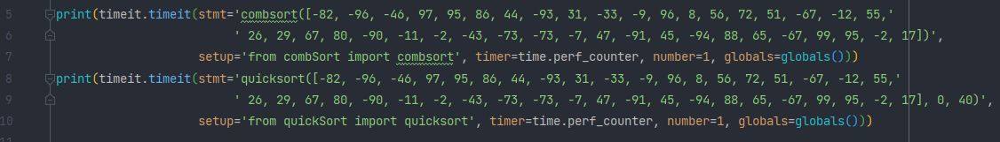 5 print(timeit.timeit(stmt='combsort([-82, -96, -46, 97, 95, 86, 44, -93, 31, -33, -9, 96, 8, 56, 72, 51, -67, -12, 55,'
6 ' 26, 29, 67, 80, -90, -11, -2, -43, -73, -73, -7, 47, -91, 45, -94, 88, 65, -67, 99, 95, -2, 17])',
7 setup='from combSort import combsort', timer=time.perf_counter, number=1, globals=globals()))
8 print(timeit.timeit(stmt='quicksort([-82, -96, -46, 97, 95, 86, 44, -93, 31, -33, -9, 96, 8, 56, 72, 51, -67, -12, 55,'
9 ' 26, 29, 67, 80, -90, -11, -2, -43, -73, -73, -7, 47, -91, 45, -94, 88, 65, -67, 99, 95, -2, 17], 0, 40)',
10 setup='from quickSort import quicksort', timer=time.perf_counter, number=1, globals=globals()))